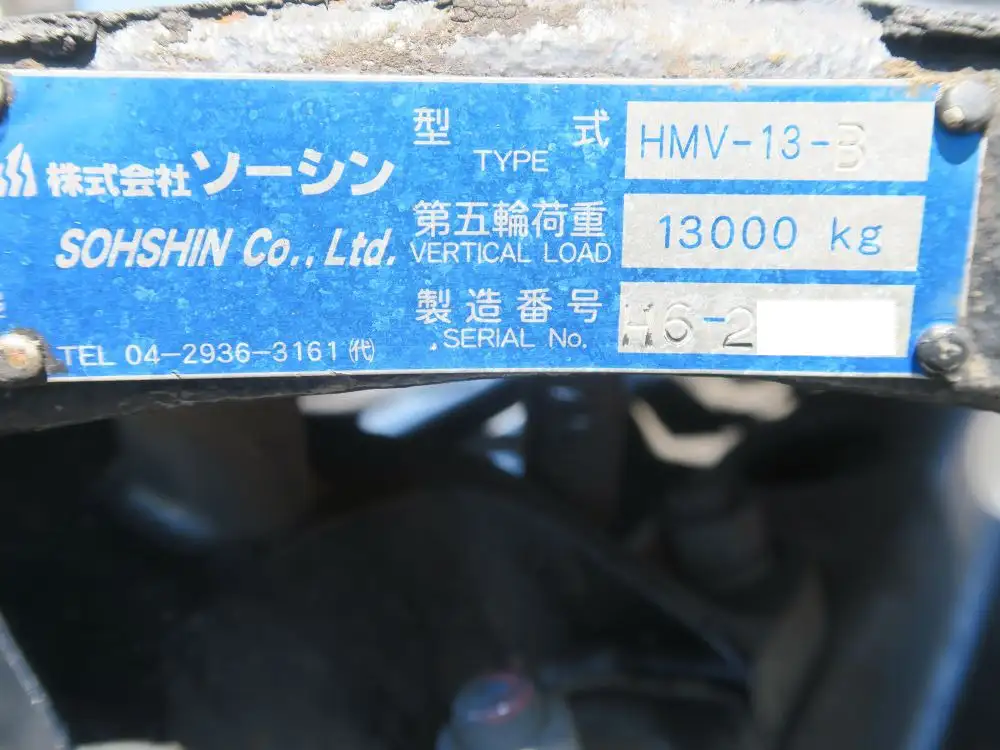 株式会社ソーシン
SOHSHIN Co., Ltd.
TEL 04-2936-3161 ㈹
型式 HMV-13-B
TYPE
第五輪荷重 13000 kg
VERTICAL LOAD
製造番号 H6-2
SERIAL No.